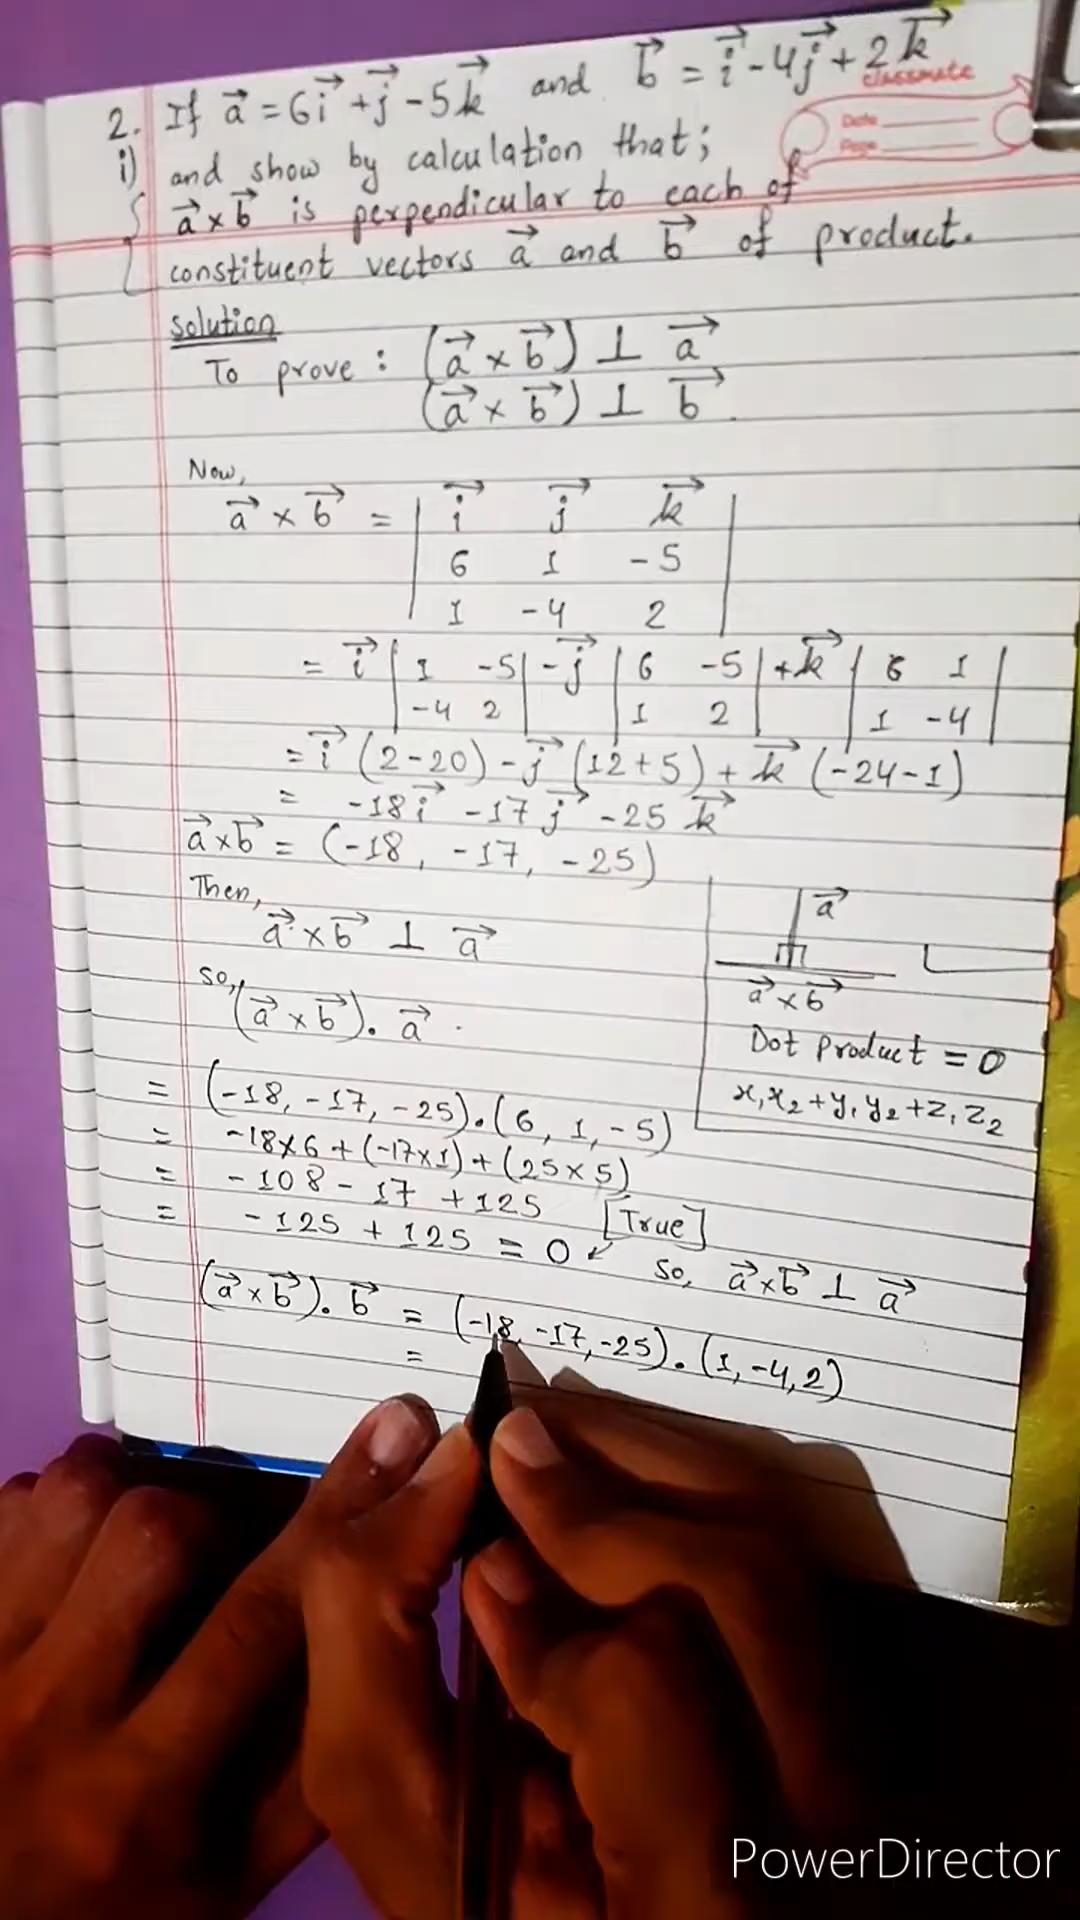 2. If a⃗ = 6i⃗ + j⃗ - 5k⃗ and b⃗ = i⃗ - 4j⃗ + 2k⃗
classmate
Date
Page
i) and show by calculation that;
a⃗ × b⃗ is perpendicular to each of
constituent vectors a⃗ and b⃗ of product.
Solution
To prove : (a⃗ × b⃗) ⊥ a⃗
(a⃗ × b⃗) ⊥ b⃗
Now,
a⃗ × b⃗ = | i⃗ j⃗ k⃗ |
6 1 -5
1 -4 2
= i⃗ | 1 -5 | - j⃗ | 6 -5 | + k⃗ | 6 1 |
-4 2 1 2 1 -4
= i⃗ (2-20) - j⃗ (12+5) + k⃗ (-24-1)
= -18i⃗ -17j⃗ -25k⃗
a⃗×b⃗ = (-18, -17, -25)
Then,
a⃗ × b⃗ ⊥ a⃗
So,
(a⃗ × b⃗). a⃗
a⃗
a⃗ × b⃗
Dot product = 0
x₁x₂+y₁y₂+z₁z₂
= (-18, -17, -25).(6, 1, -5)
= -18×6 + (-17×1) + (25×5)
= -108 - 17 + 125
= -125 + 125 = 0 [True]
So, a⃗×b⃗ ⊥ a⃗
(a⃗ × b⃗). b⃗ = (-18, -17, -25). (1, -4, 2)
=
PowerDirector